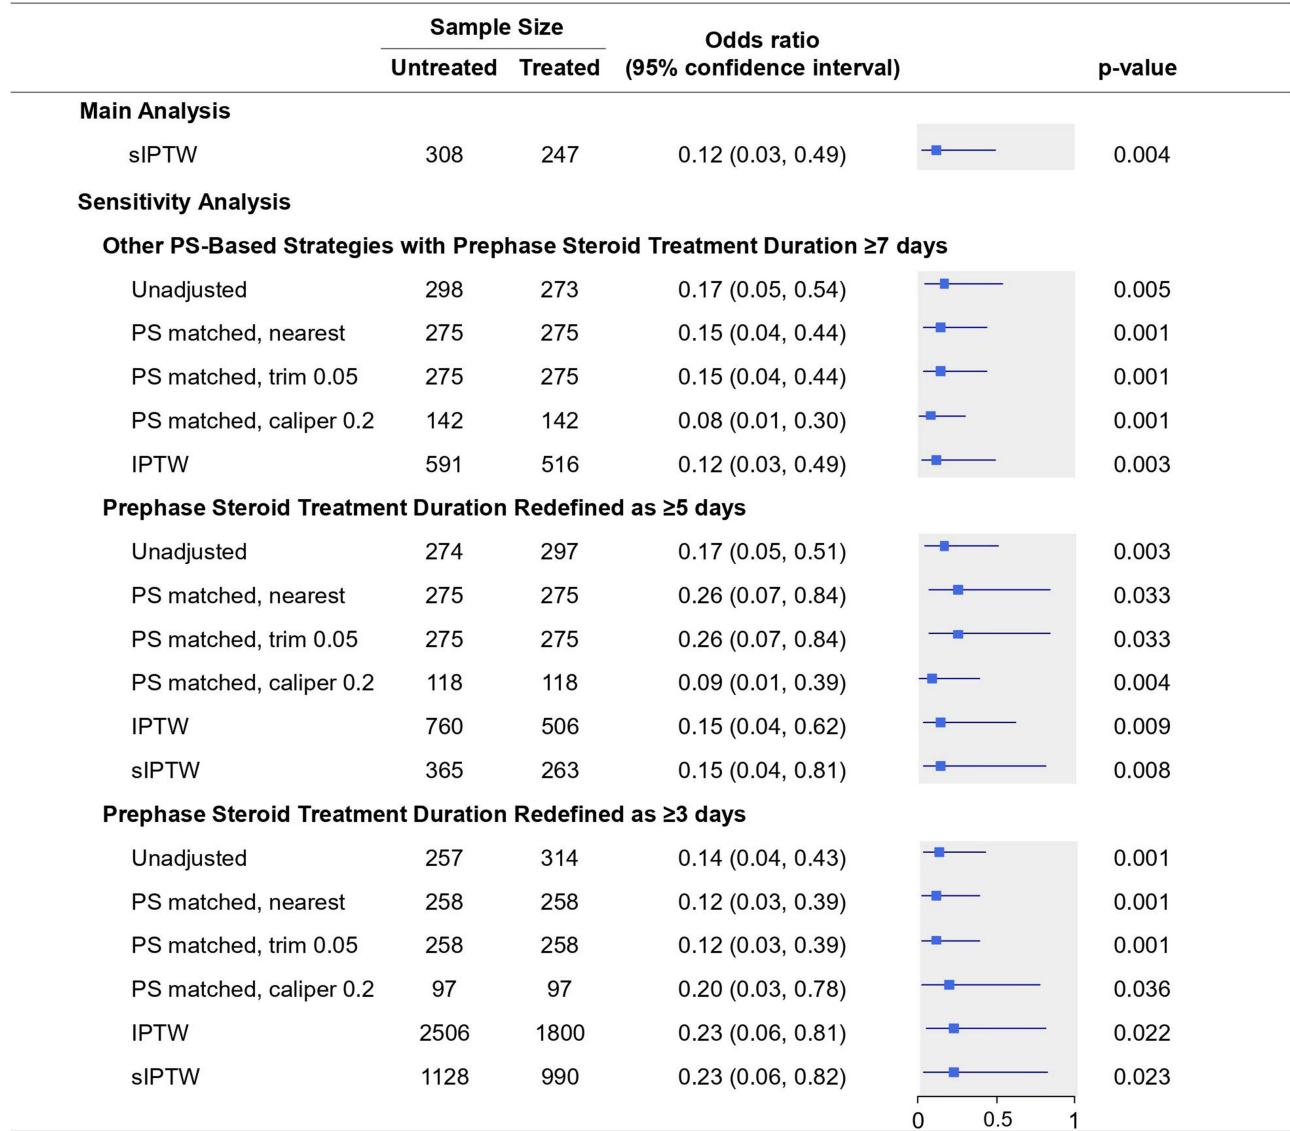 Sample Size
Odds ratio
Untreated Treated (95% confidence interval) p-value
Main Analysis
sIPTW 308 247 0.12 (0.03, 0.49) 0.004
Sensitivity Analysis
Other PS-Based Strategies with Prephase Steroid Treatment Duration ≥7 days
Unadjusted 298 273 0.17 (0.05, 0.54) 0.005
PS matched, nearest 275 275 0.15 (0.04, 0.44) 0.001
PS matched, trim 0.05 275 275 0.15 (0.04, 0.44) 0.001
PS matched, caliper 0.2 142 142 0.08 (0.01, 0.30) 0.001
IPTW 591 516 0.12 (0.03, 0.49) 0.003
Prephase Steroid Treatment Duration Redefined as ≥5 days
Unadjusted 274 297 0.17 (0.05, 0.51) 0.003
PS matched, nearest 275 275 0.26 (0.07, 0.84) 0.033
PS matched, trim 0.05 275 275 0.26 (0.07, 0.84) 0.033
PS matched, caliper 0.2 118 118 0.09 (0.01, 0.39) 0.004
IPTW 760 506 0.15 (0.04, 0.62) 0.009
sIPTW 365 263 0.15 (0.04, 0.81) 0.008
Prephase Steroid Treatment Duration Redefined as ≥3 days
Unadjusted 257 314 0.14 (0.04, 0.43) 0.001
PS matched, nearest 258 258 0.12 (0.03, 0.39) 0.001
PS matched, trim 0.05 258 258 0.12 (0.03, 0.39) 0.001
PS matched, caliper 0.2 97 97 0.20 (0.03, 0.78) 0.036
IPTW 2506 1800 0.23 (0.06, 0.81) 0.022
sIPTW 1128 990 0.23 (0.06, 0.82) 0.023
0 0.5 1